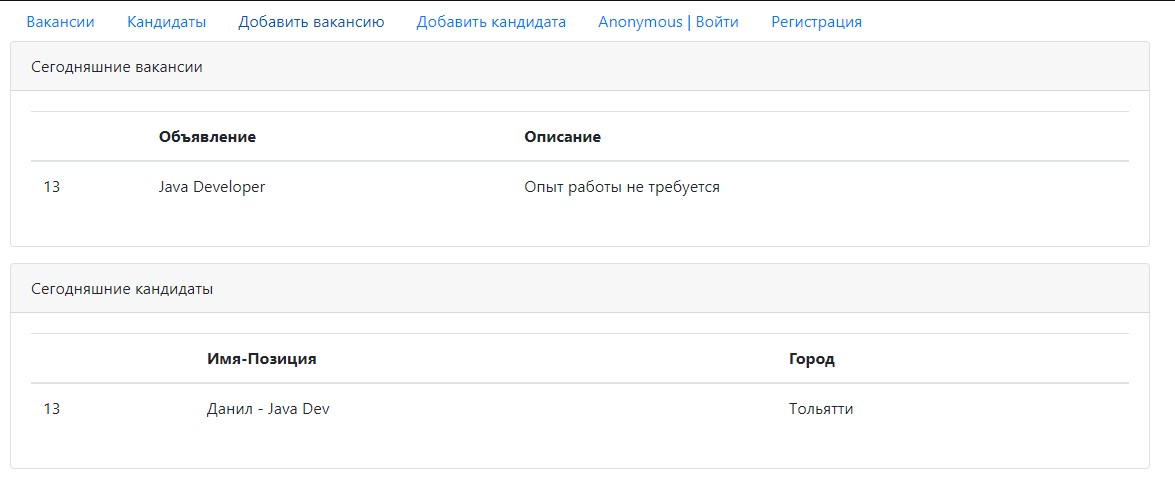 Вакансии Кандидаты Добавить вакансию Добавить кандидата Anonymous | Войти Регистрация
Сегодняшние вакансии
Объявление Описание
13 Java Developer Опыт работы не требуется
Сегодняшние кандидаты
Имя-Позиция Город
13 Данил - Java Dev Тольятти